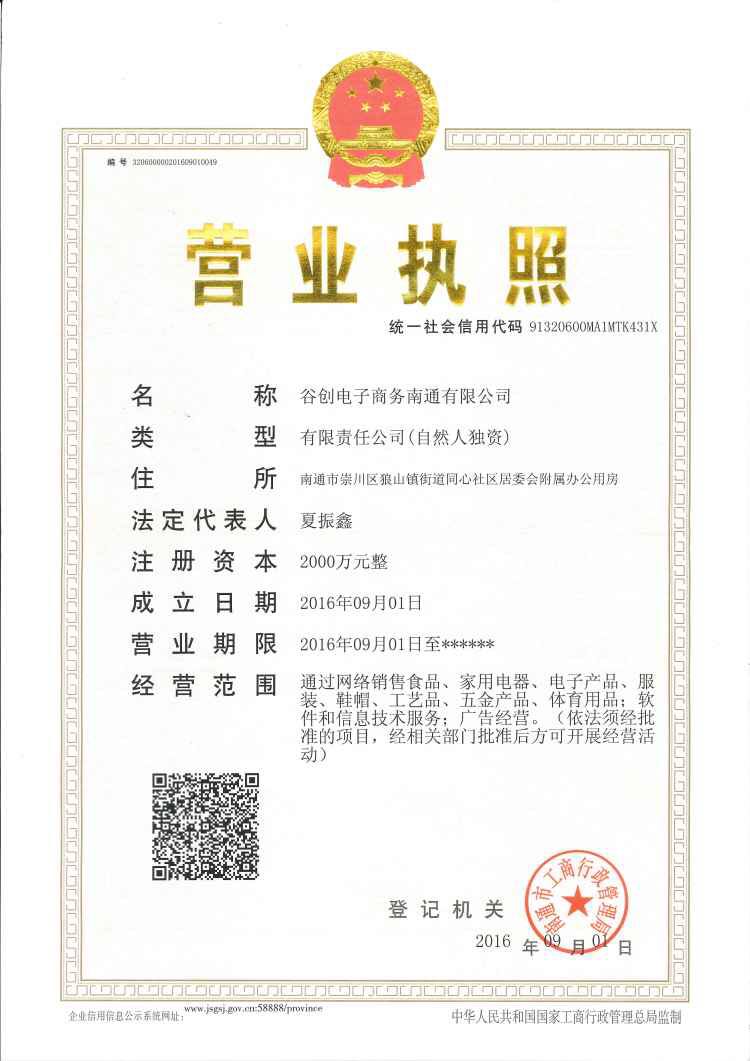 编 号 320600000201609010049
营业执照
统一社会信用代码 91320600MA1MTK431X
名称 谷创电子商务南通有限公司
类型 有限责任公司(自然人独资)
住所 南通市崇川区狼山镇街道同心社区居委会附属办公用房
法定代表人 夏振鑫
注册资本 2000万元整
成立日期 2016年09月01日
营业期限 2016年09月01日至******
经营范围 通过网络销售食品、家用电器、电子产品、服
装、鞋帽、工艺品、五金产品、体育用品；软
件和信息技术服务；广告经营。（依法须经批
准的项目，经相关部门批准后方可开展经营活
动）
南通市工商行政管理局
登记机关
2016 年 09 月 01 日
企业信用信息公示系统网址： www.jsgsj.gov.cn:58888/province
中华人民共和国国家工商行政管理总局监制